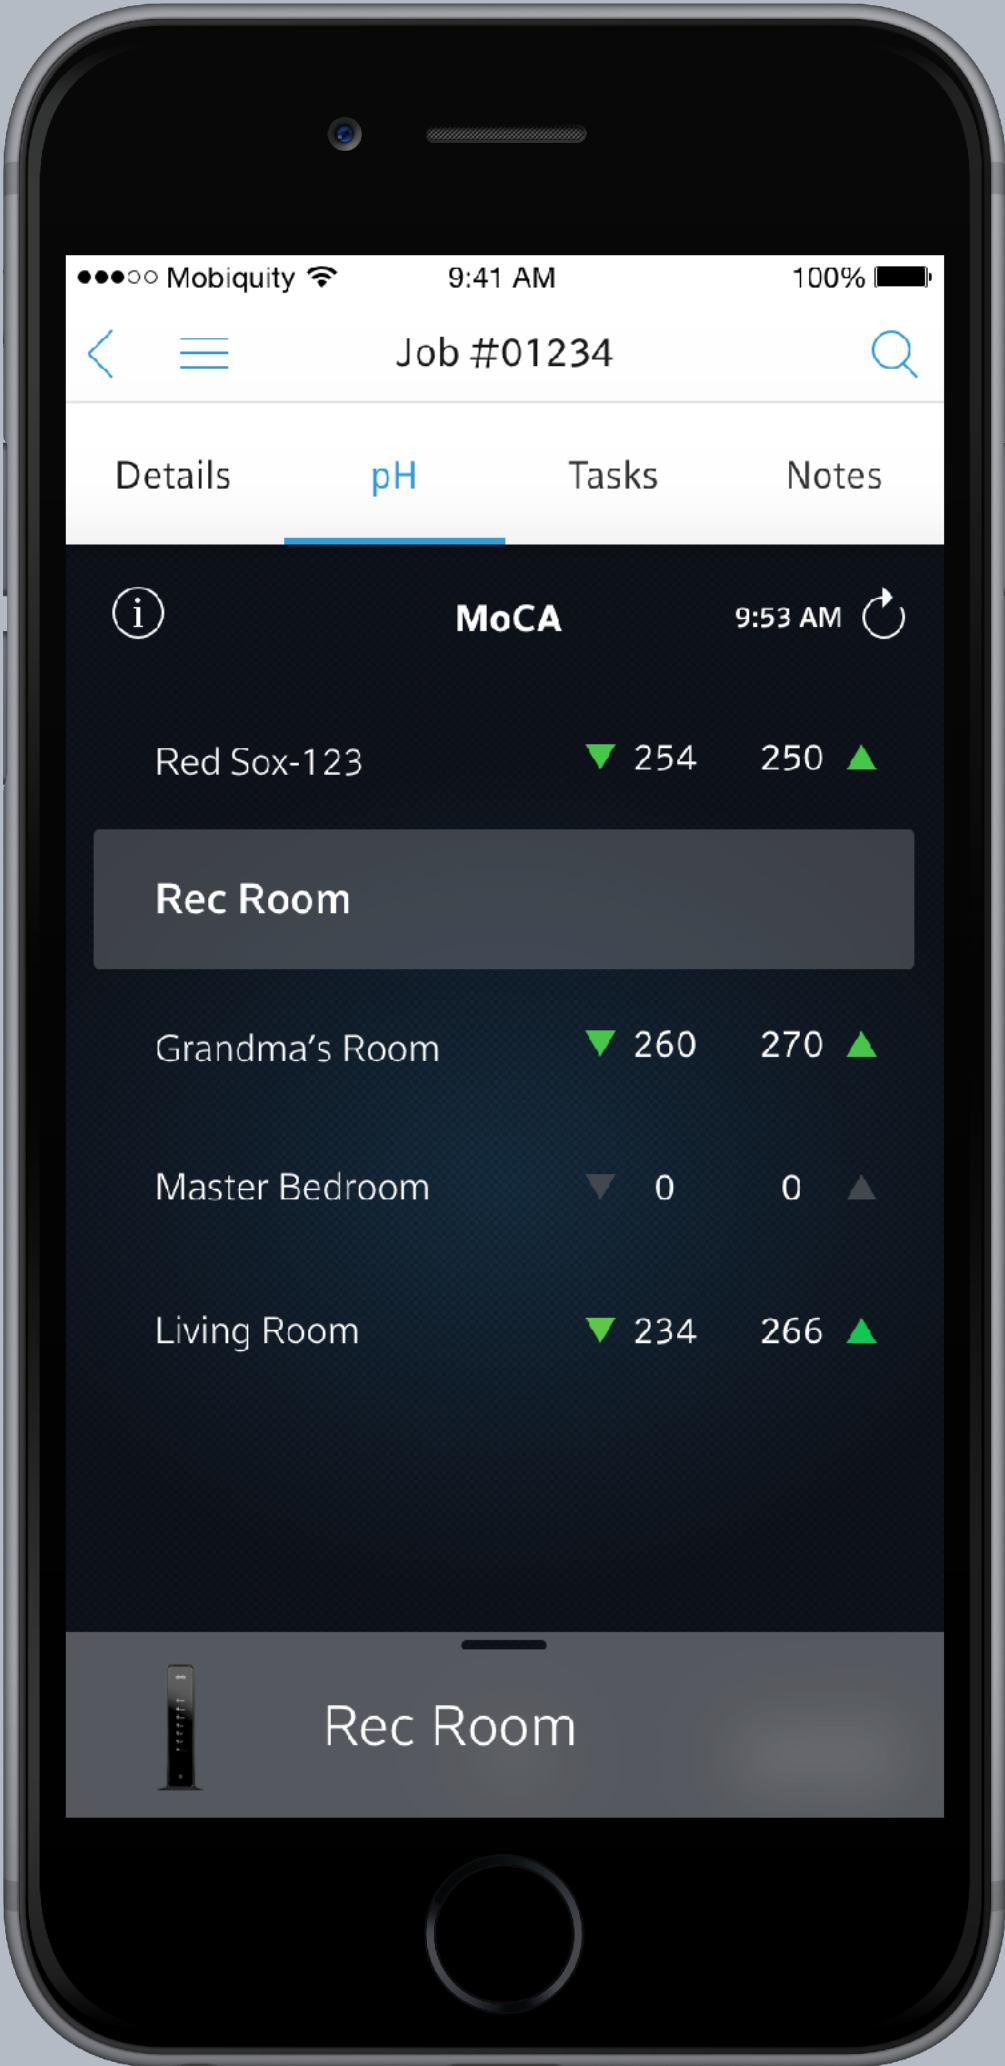 Mobiquity 9:41 AM 100%
Job #01234
Details pH Tasks Notes
i MoCA 9:53 AM
Red Sox-123 254 250
Rec Room
Grandma's Room 260 270
Master Bedroom 0 0
Living Room 234 266
Rec Room